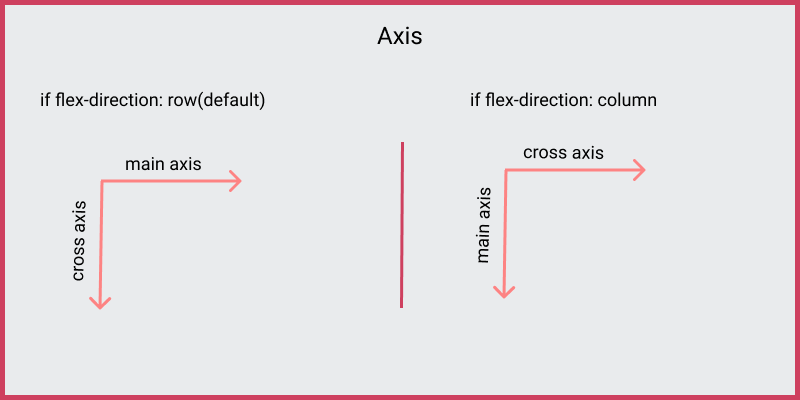 Axis
if flex-direction: row(default)
main axis
cross axis
if flex-direction: column
cross axis
main axis